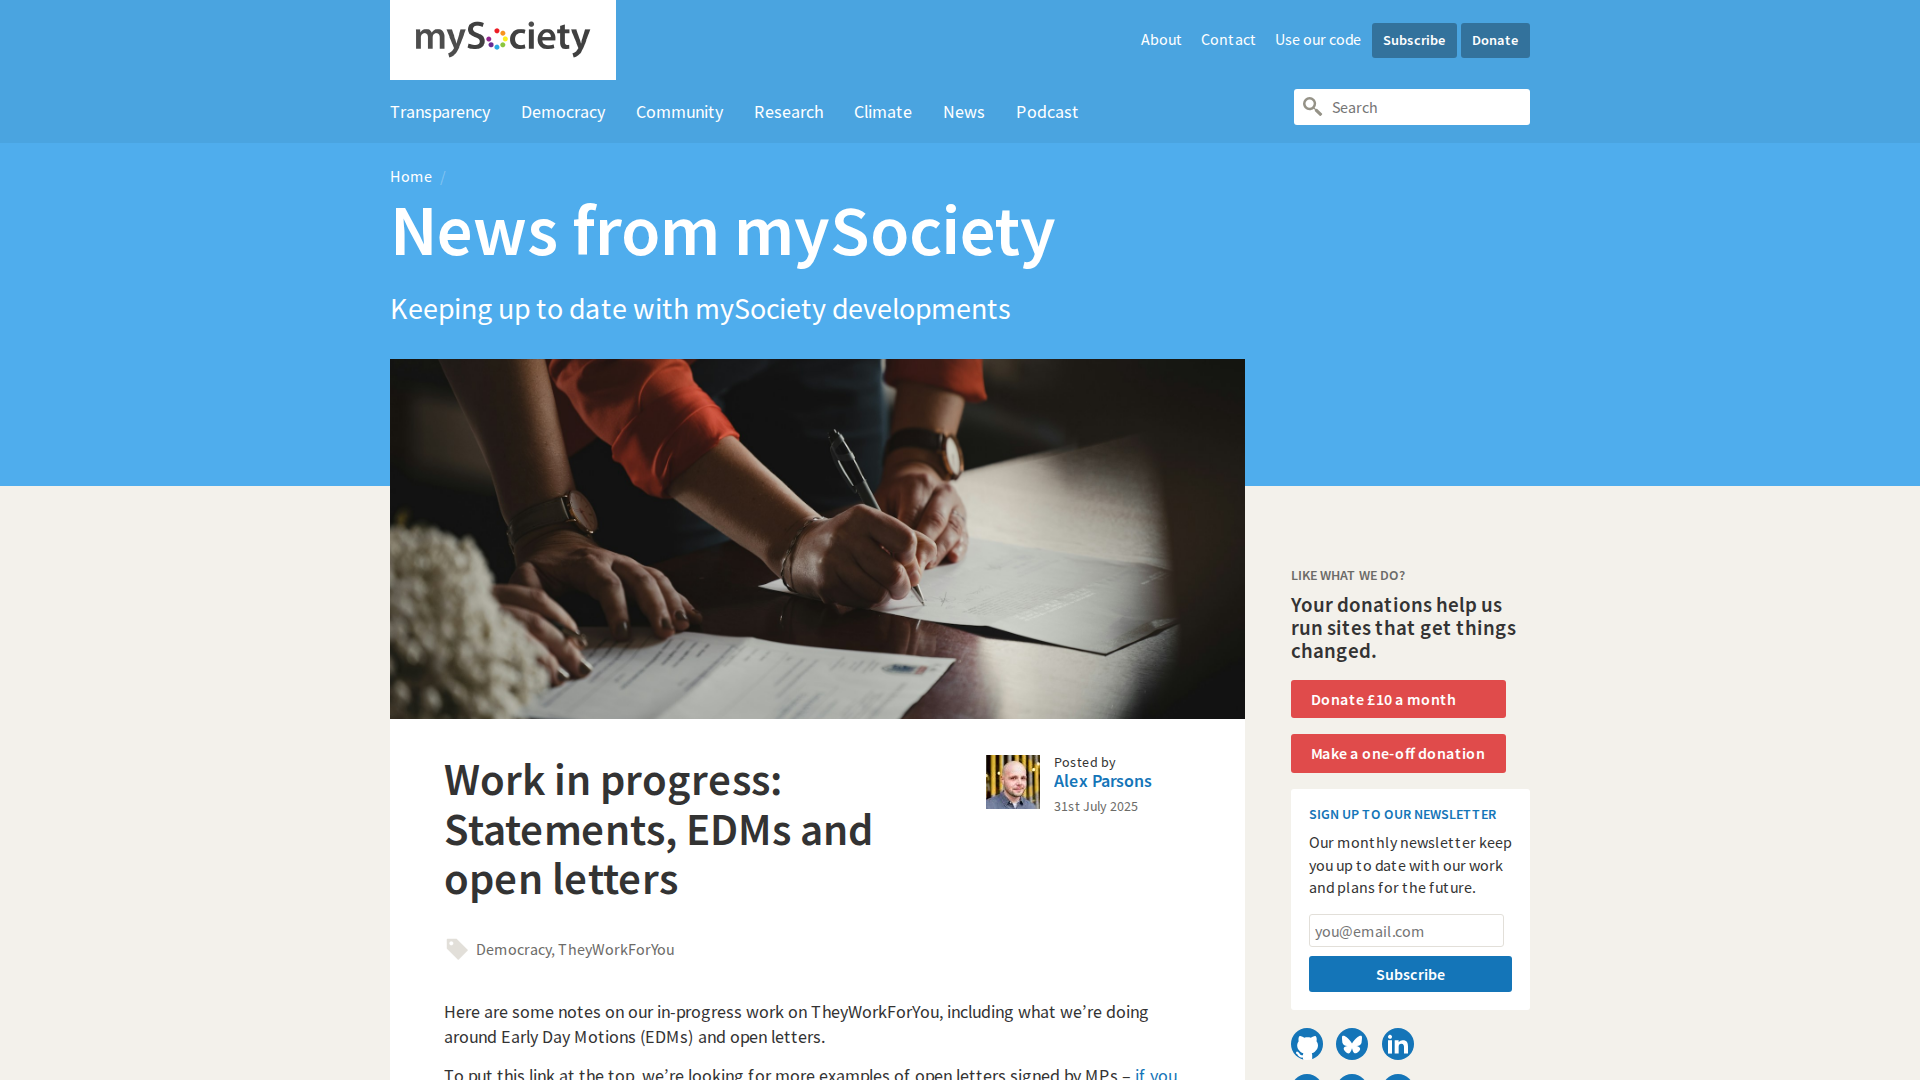 mySociety
About
Contact
Use our code
Subscribe
Donate
Transparency
Democracy
Community
Research
Climate
News
Podcast
Search
Home /
News from mySociety
Keeping up to date with mySociety developments
Work in progress:
Statements, EDMs and
open letters
Posted by
Alex Parsons
31st July 2025
Democracy, TheyWorkForYou
Here are some notes on our in-progress work on TheyWorkForYou, including what we’re doing
around Early Day Motions (EDMs) and open letters.
To put this link at the top, we’re looking for more examples of open letters signed by MPs – if you
LIKE WHAT WE DO?
Your donations help us
run sites that get things
changed.
Donate £10 a month
Make a one-off donation
SIGN UP TO OUR NEWSLETTER
Our monthly newsletter keep
you up to date with our work
and plans for the future.
you@email.com
Subscribe
in